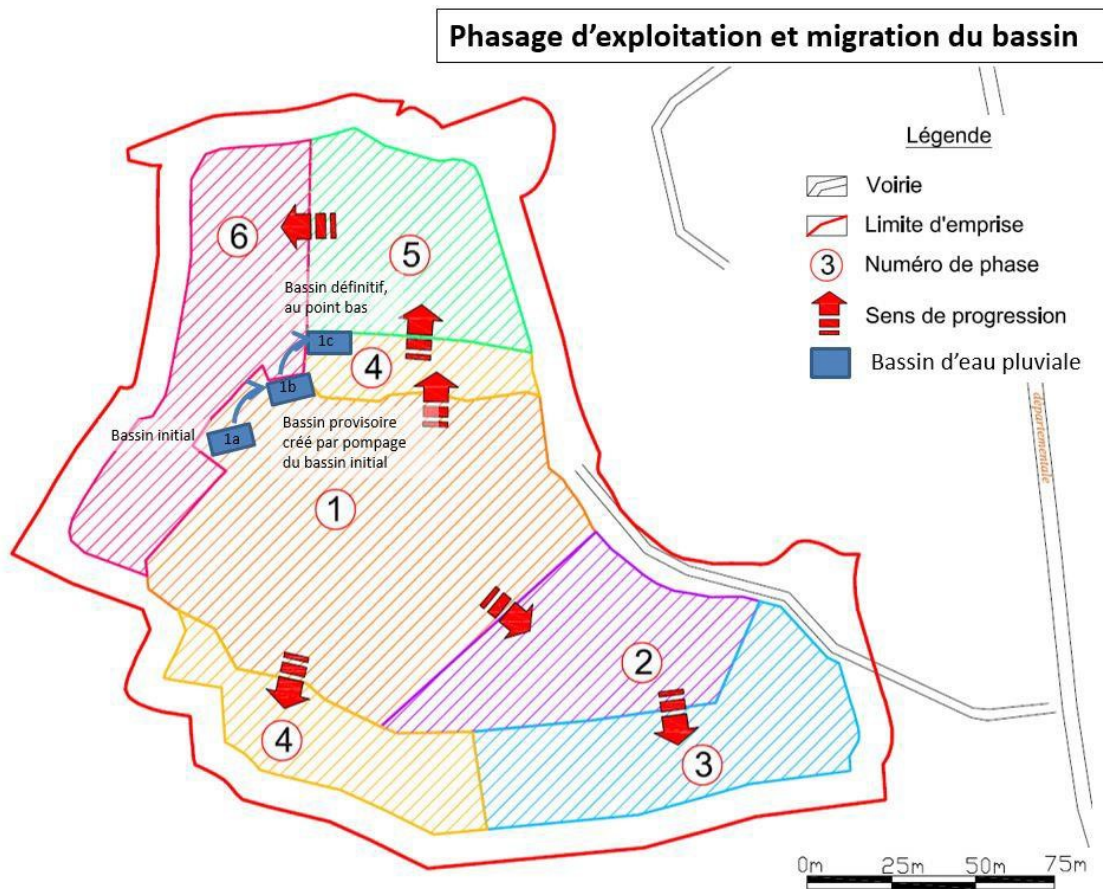 Phasage d’exploitation et migration du bassin
Légende
Voirie
Limite d'emprise
3 Numéro de phase
Sens de progression
Bassin d’eau pluviale
6
5
Bassin définitif,
au point bas
1c
4
1b
Bassin initial
1a
Bassin provisoire
créé par pompage
du bassin initial
1
départementale
2
4
3
0m 25m 50m 75m